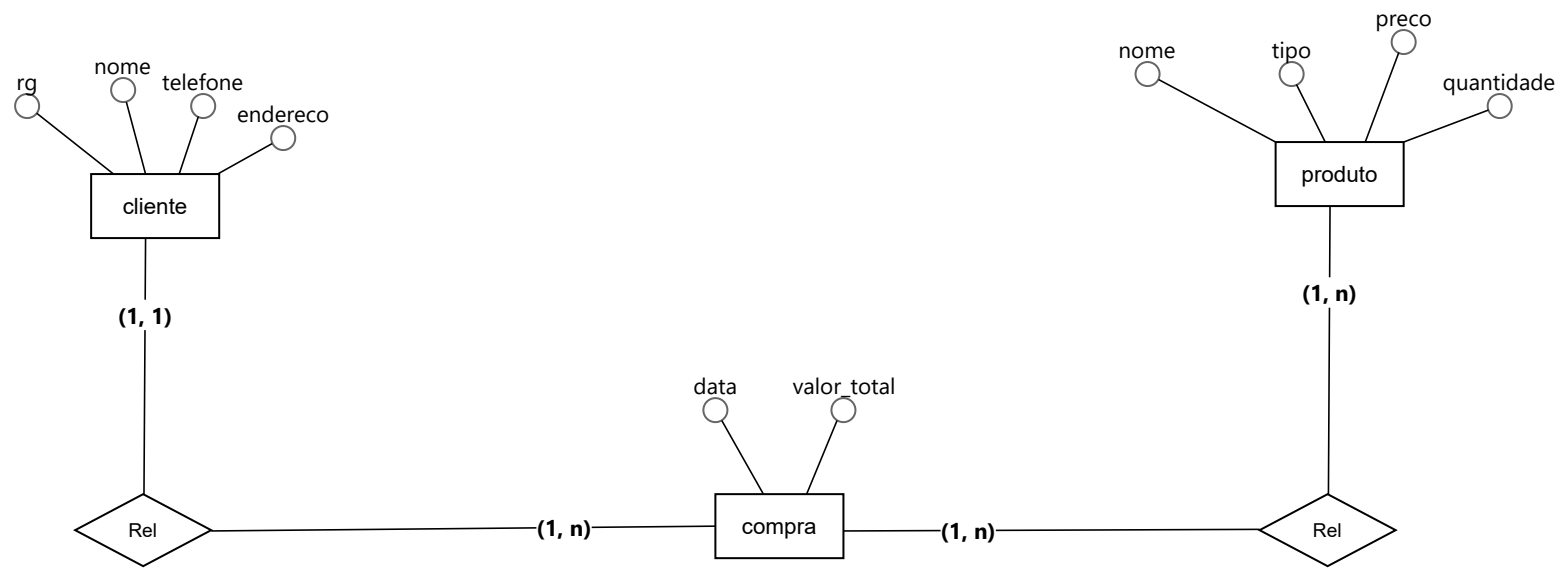 rg
nome
telefone
endereco
cliente
(1, 1)
Rel
(1, n)
data
valor_total
compra
(1, n)
nome
tipo
preco
quantidade
produto
(1, n)
Rel